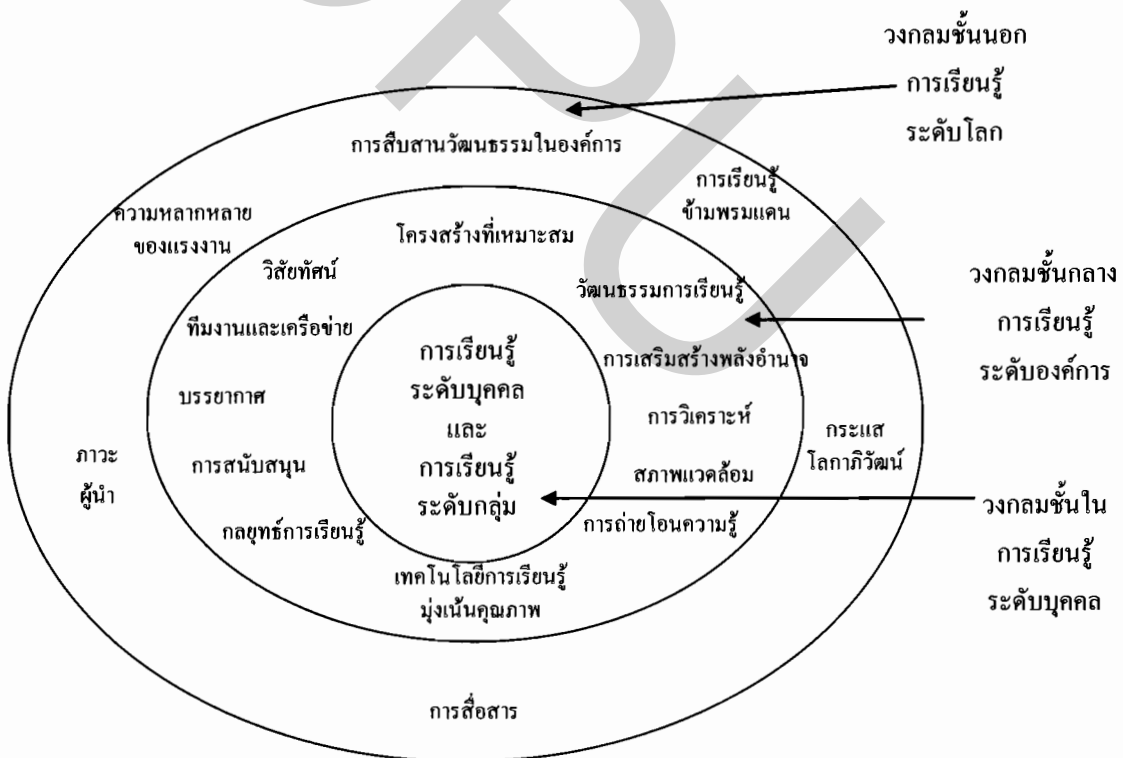 วงกลมชั้นนอก
การเรียนรู้
ระดับโลก
การสืบสานวัฒนธรรมในองค์การ
การเรียนรู้
ข้ามพรมแดน
ความหลากหลาย
ของแรงงาน
โครงสร้างที่เหมาะสม
วิสัยทัศน์
วัฒนธรรมการเรียนรู้
วงกลมชั้นกลาง
การเรียนรู้
ระดับองค์การ
ทีมงานและเครือข่าย
การเรียนรู้
ระดับบุคคล
และ
การเรียนรู้
ระดับกลุ่ม
การเสริมสร้างพลังอำนาจ
บรรยากาศ
การวิเคราะห์
กระแส
โลกาภิวัฒน์
ภาวะ
ผู้นำ
การสนับสนุน
สภาพแวดล้อม
วงกลมชั้นใน
การเรียนรู้
ระดับบุคคล
กลยุทธ์การเรียนรู้
การถ่ายโอนความรู้
เทคโนโลยีการเรียนรู้
มุ่งเน้นคุณภาพ
การสื่อสาร
DPU